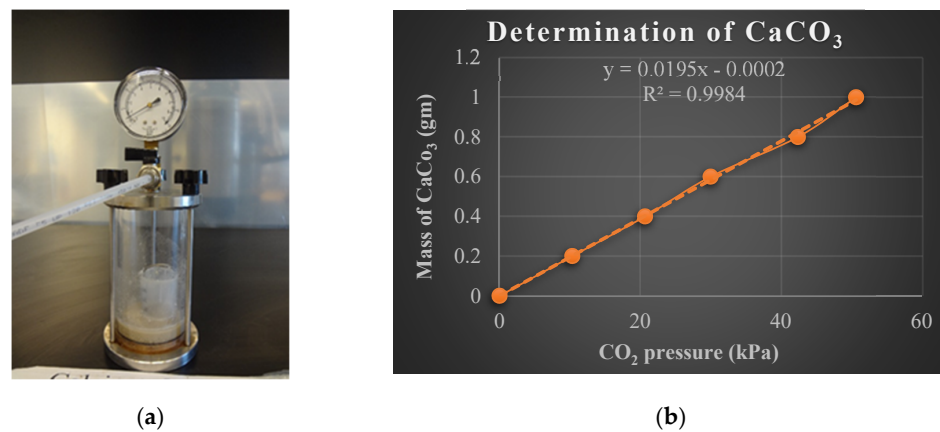 Determination of CaCO₃
y = 0.0195x - 0.0002
R² = 0.9984
Mass of CaCo₃ (gm)
1.2
1
0.8
0.6
0.4
0.2
0
0 20 40 60
CO₂ pressure (kPa)
(a) (b)